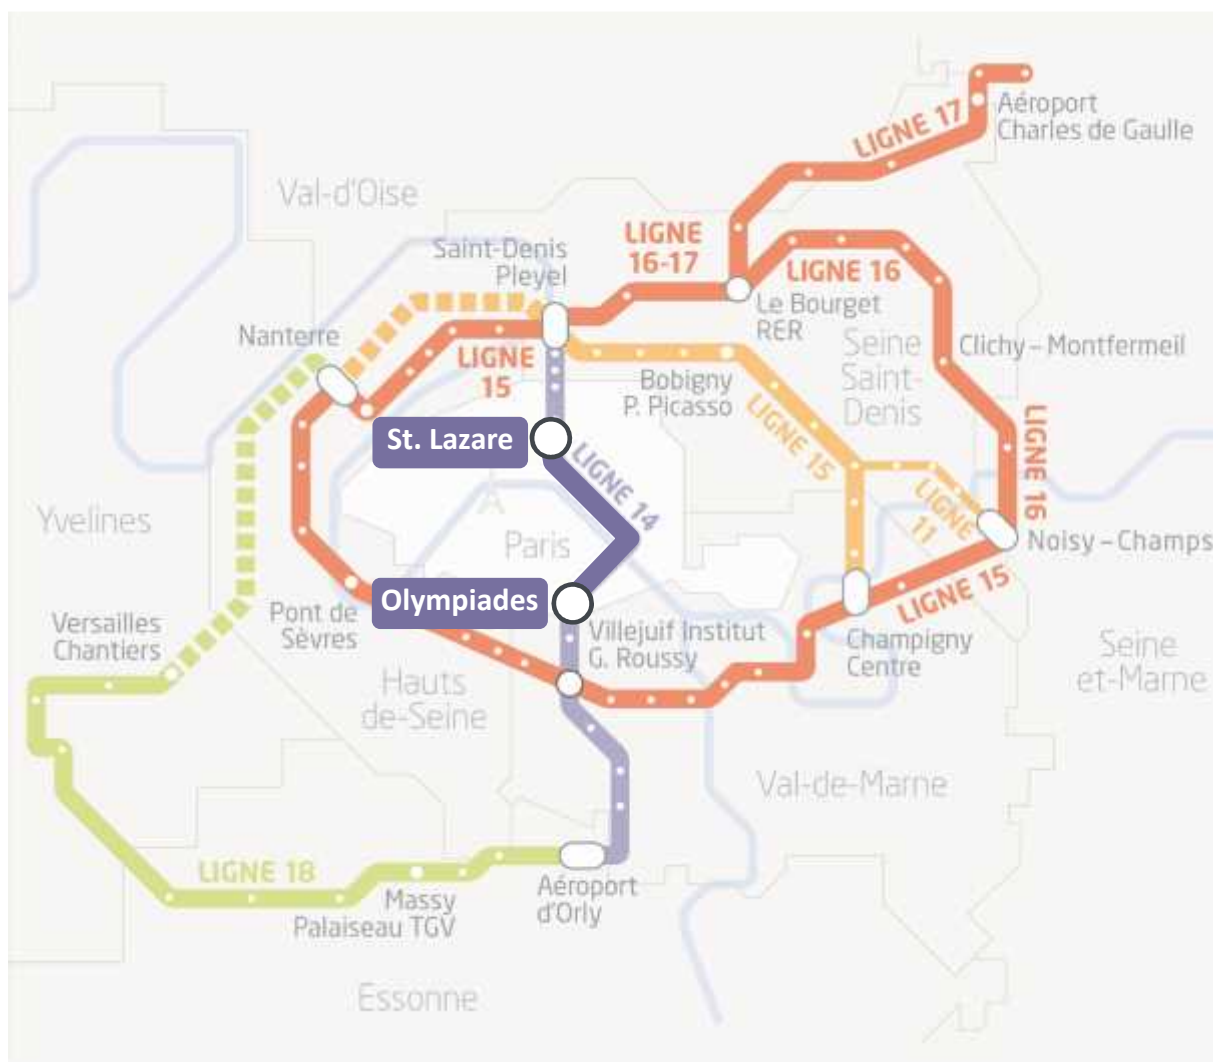 LIGNE 17
Aéroport
Charles de Gaulle
Val-d'Oise
Saint-Denis
Pleyel
LIGNE
16-17
LIGNE 16
Le Bourget
RER
Nanterre
LIGNE
15
Seine
Saint-
Denis
Clichy – Montfermeil
Bobigny
P. Picasso
LIGNE 15
St. Lazare
LIGNE 14
LIGNE 16
LIGNE
11
Yvelines
Paris
Noisy – Champs
LIGNE 15
Olympiades
Pont de
Sèvres
Versailles
Chantiers
Villejuif Institut
G. Roussy
Champigny
Centre
Seine
et-Marne
Hauts
de-Seine
Val-de-Marne
LIGNE 18
Massy
Palaiseau TGV
Aéroport
d'Orly
Essonne